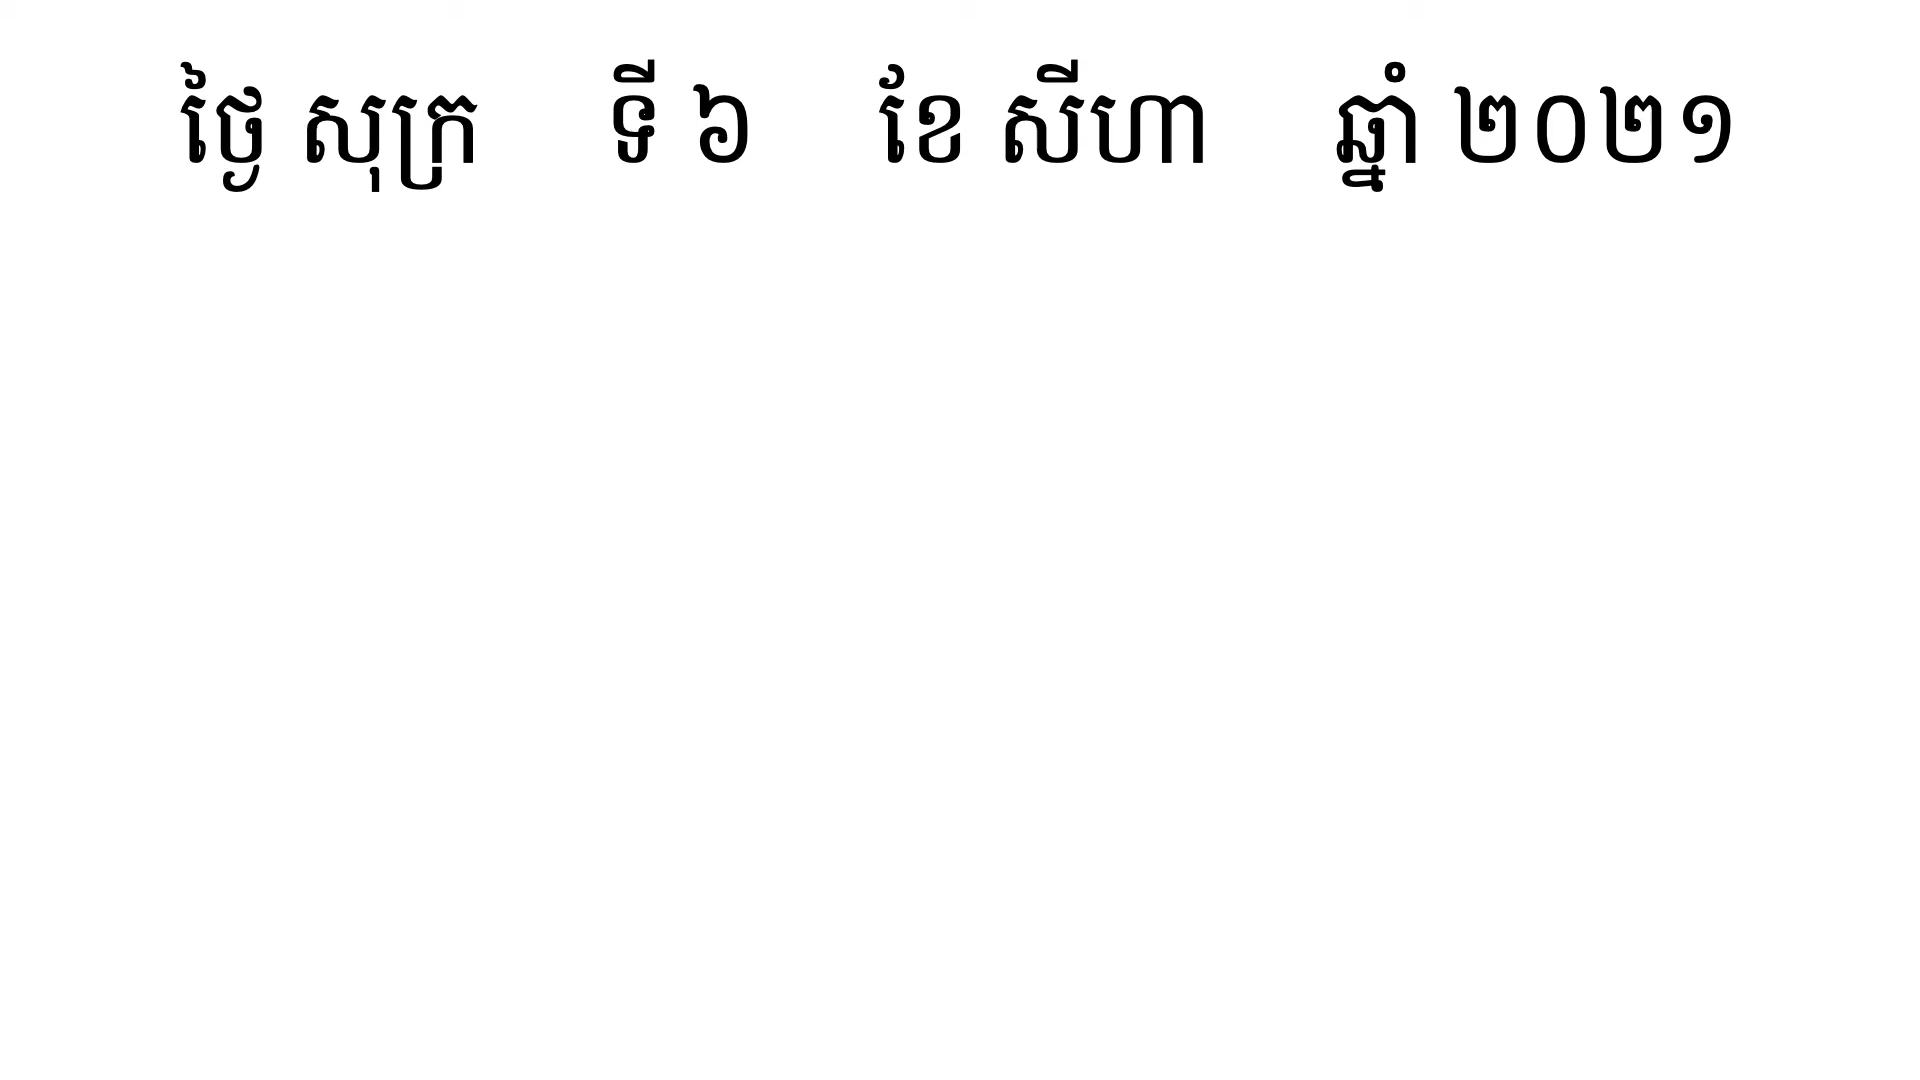 ថ្ងៃ សុក្រ ទី ៦ ខែ សីហា ឆ្នាំ ២០២១